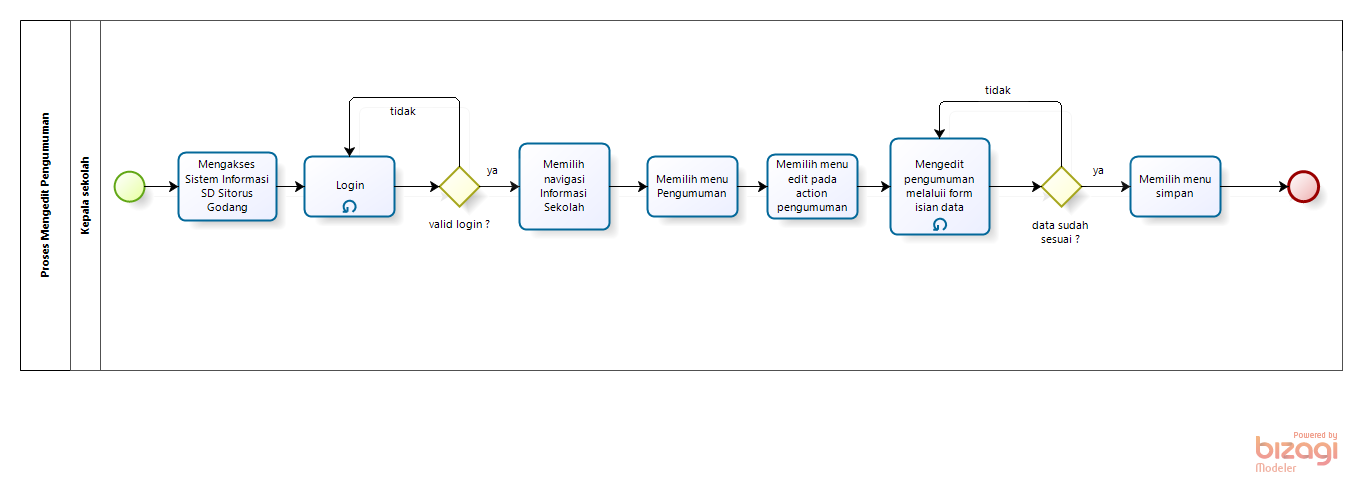 Proses Mengedit Pengumuman
Kepala sekolah
Mengakses
Sistem Informasi
SD Sitorus
Godang
Login
tidak
valid login ?
ya
Memilih
navigasi
Informasi
Sekolah
Memilih menu
Pengumuman
Memilih menu
edit pada
action
pengumuman
Mengedit
pengumuman
melaluii form
isian data
tidak
data sudah
sesuai ?
ya
Memilih menu
simpan
Powered by
bizagi
Modeler